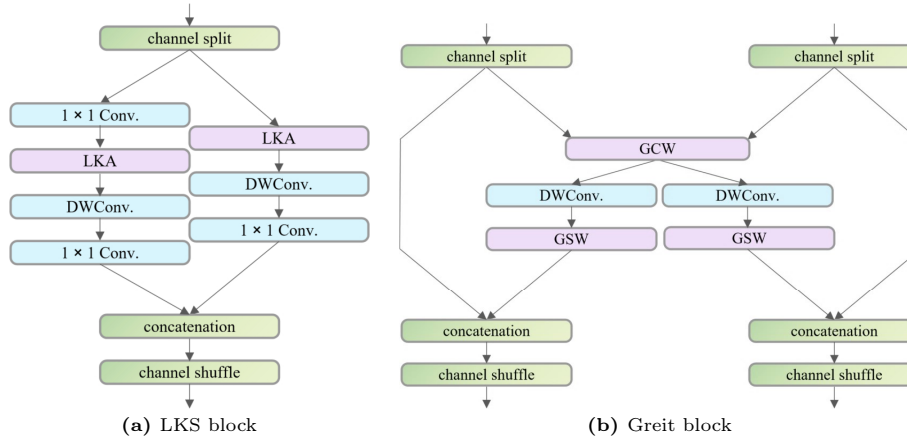 channel split
1 × 1 Conv.
LKA
DWConv.
1 × 1 Conv.
LKA
DWConv.
1 × 1 Conv.
concatenation
channel shuffle
(a) LKS block
channel split
channel split
GCW
DWConv.
DWConv.
GSW
GSW
concatenation
concatenation
channel shuffle
channel shuffle
(b) Greit block